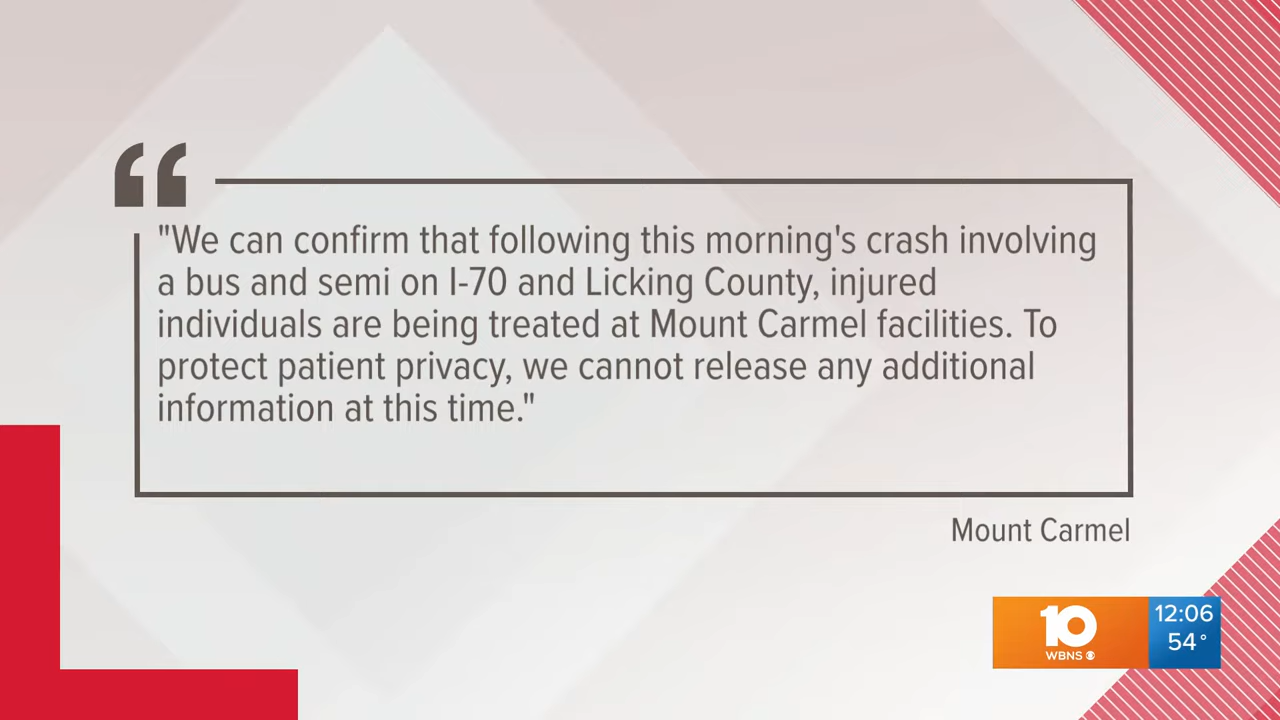 "We can confirm that following this morning's crash involving
a bus and semi on I-70 and Licking County, injured
individuals are being treated at Mount Carmel facilities. To
protect patient privacy, we cannot release any additional
information at this time."
Mount Carmel
10
WBNS
12:06
54°